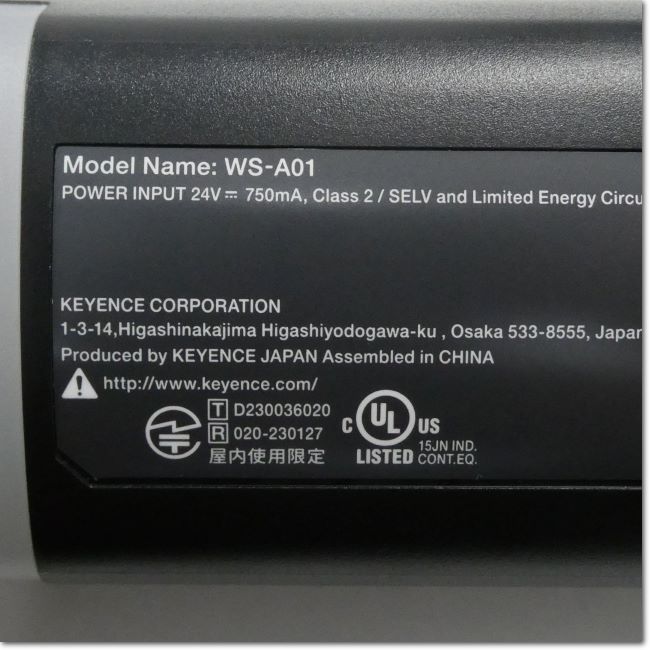 Model Name: WS-A01
POWER INPUT 24V⎓ 750mA, Class 2 / SELV and Limited Energy Circu
KEYENCE CORPORATION
1-3-14,Higashinakajima Higashiyodogawa-ku , Osaka 533-8555, Japan
Produced by KEYENCE JAPAN Assembled in CHINA
http://www.keyence.com/
T D230036020
R 020-230127
屋内使用限定
C UL US
LISTED 15JN IND. CONT.EQ.